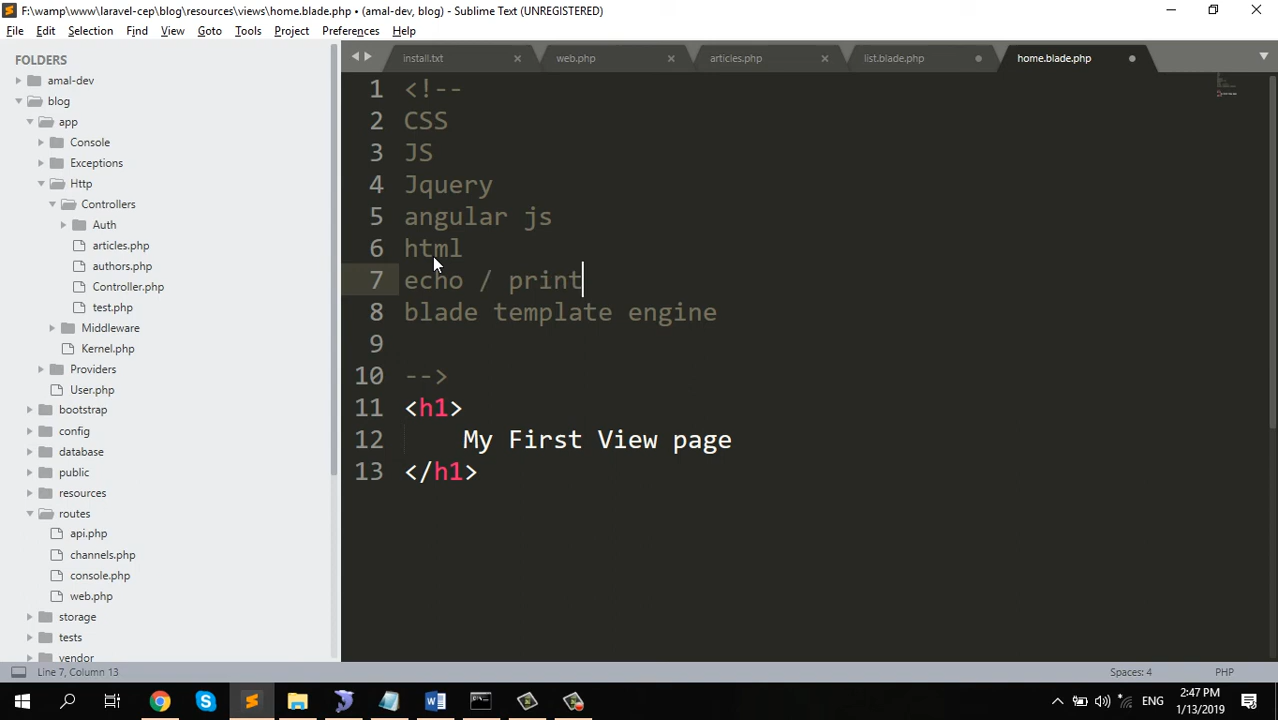 F:\wamp\www\laravel-cep\blog\resources\views\home.blade.php • (amal-dev, blog) - Sublime Text (UNREGISTERED)
File Edit Selection Find View Goto Tools Project Preferences Help
FOLDERS
amal-dev
blog
app
Console
Exceptions
Http
Controllers
Auth
articles.php
authors.php
Controller.php
test.php
Middleware
Kernel.php
Providers
User.php
bootstrap
config
database
public
resources
routes
api.php
channels.php
console.php
web.php
storage
tests
vendor
install.txt web.php articles.php list.blade.php home.blade.php
1 <!--
2 CSS
3 JS
4 Jquery
5 angular js
6 html
7 echo / print
8 blade template engine
9
10 -->
11 <h1>
12 My First View page
13 </h1>
Line 7, Column 13 Spaces: 4 PHP
ENG 2:47 PM
1/13/2019